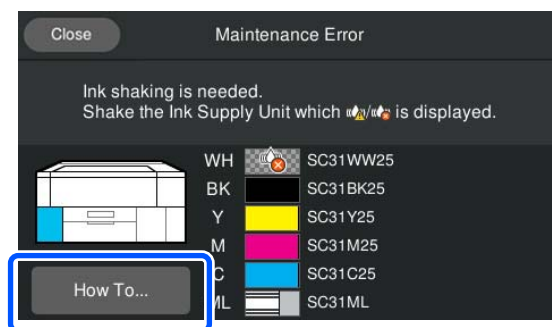 Close
Maintenance Error
Ink shaking is needed.
Shake the Ink Supply Unit which / is displayed.
WH SC31WW25
BK SC31BK25
Y SC31Y25
M SC31M25
C SC31C25
ML SC31ML
How To...